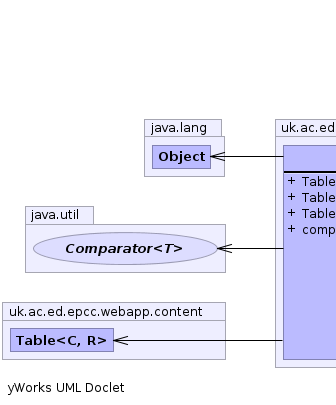 java.lang
Object
uk.ac.ed
+ Table
+ Table
+ Table
+ comp
java.util
Comparator<T>
uk.ac.ed.epcc.webapp.content
Table<C, R>
yWorks UML Doclet